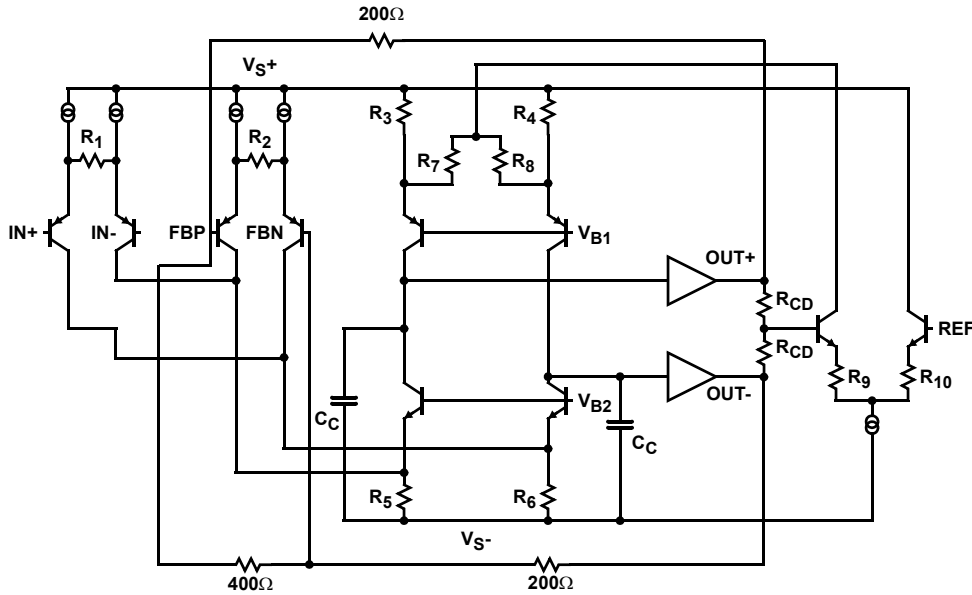 200Ω
VS+
R1
R2
R3
R4
R7
R8
IN+
IN-
FBP
FBN
VB1
OUT+
RCD
REF
RCD
R9
R10
OUT-
CC
VB2
CC
R5
R6
VS-
400Ω
200Ω